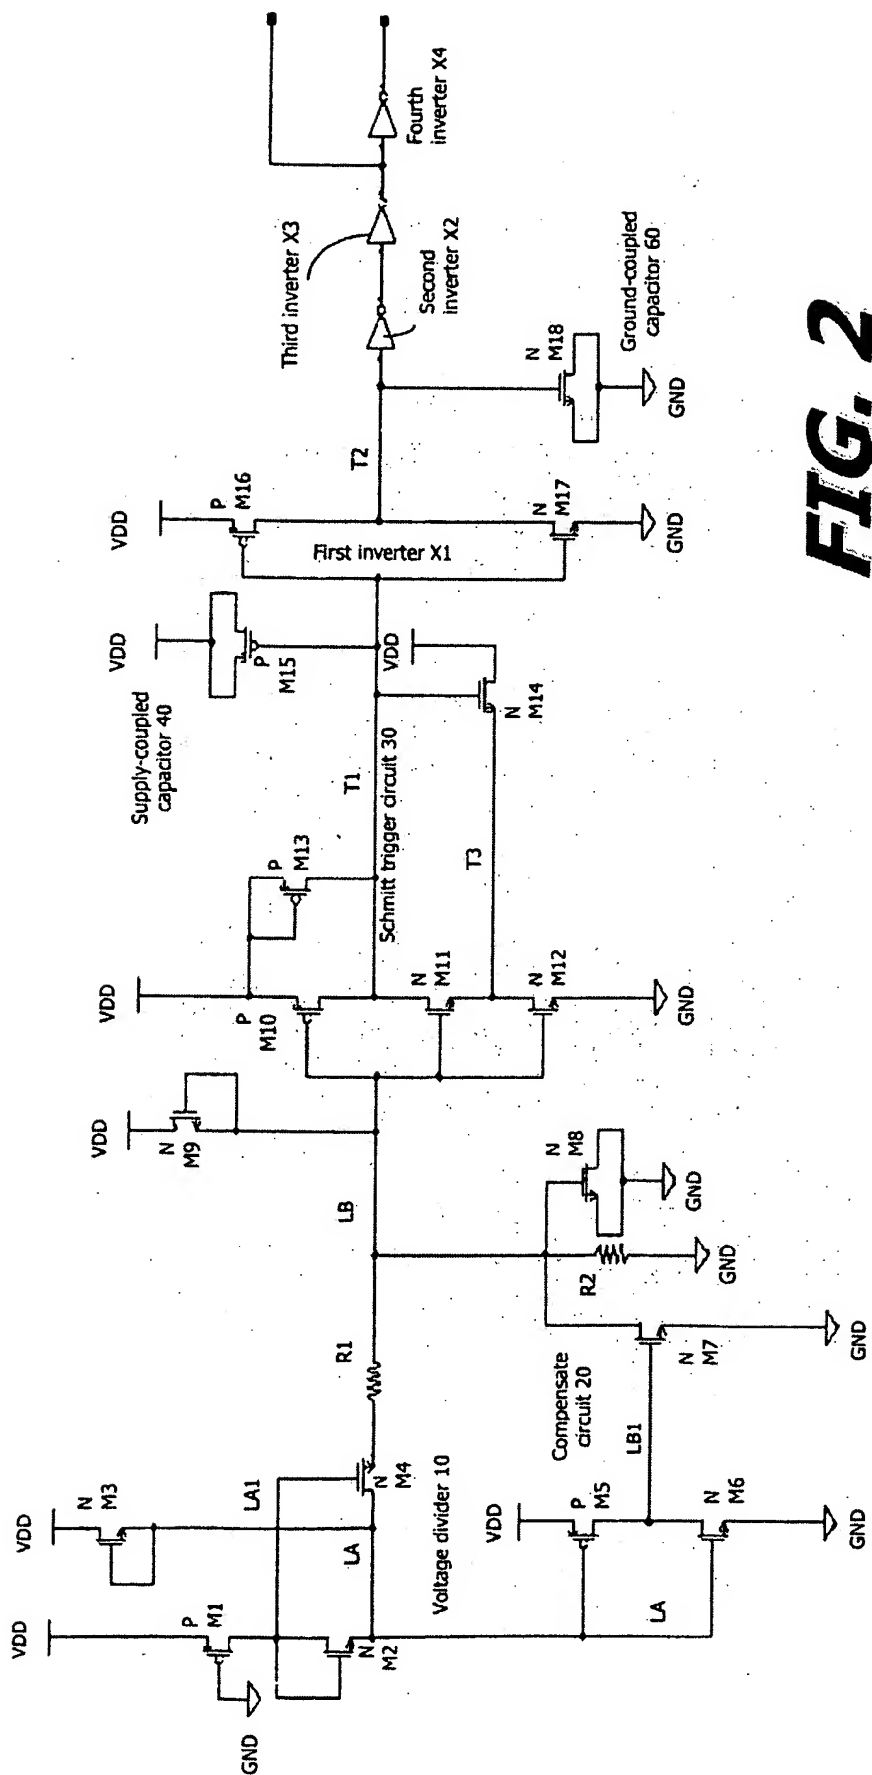 VDD
P
M1
GND
N
M2
VDD
N
M3
LA
LA1
N
M4
Voltage divider 10
R1
LA
VDD
P
M5
N
M6
GND
LB1
Compensate
circuit 20
N
M7
GND
R2
GND
N
M8
GND
LB
VDD
N
M9
VDD
P
M10
N
M11
N
M12
GND
P
M13
Schmitt trigger circuit 30
T1
T3
Supply-coupled
capacitor 40
VDD
P
M15
VDD
N
M14
VDD
P
M16
First inverter X1
N
M17
GND
T2
Third inverter X3
Second
inverter X2
N
M18
GND
Ground-coupled
capacitor 60
Fourth
inverter X4
FIG. 2